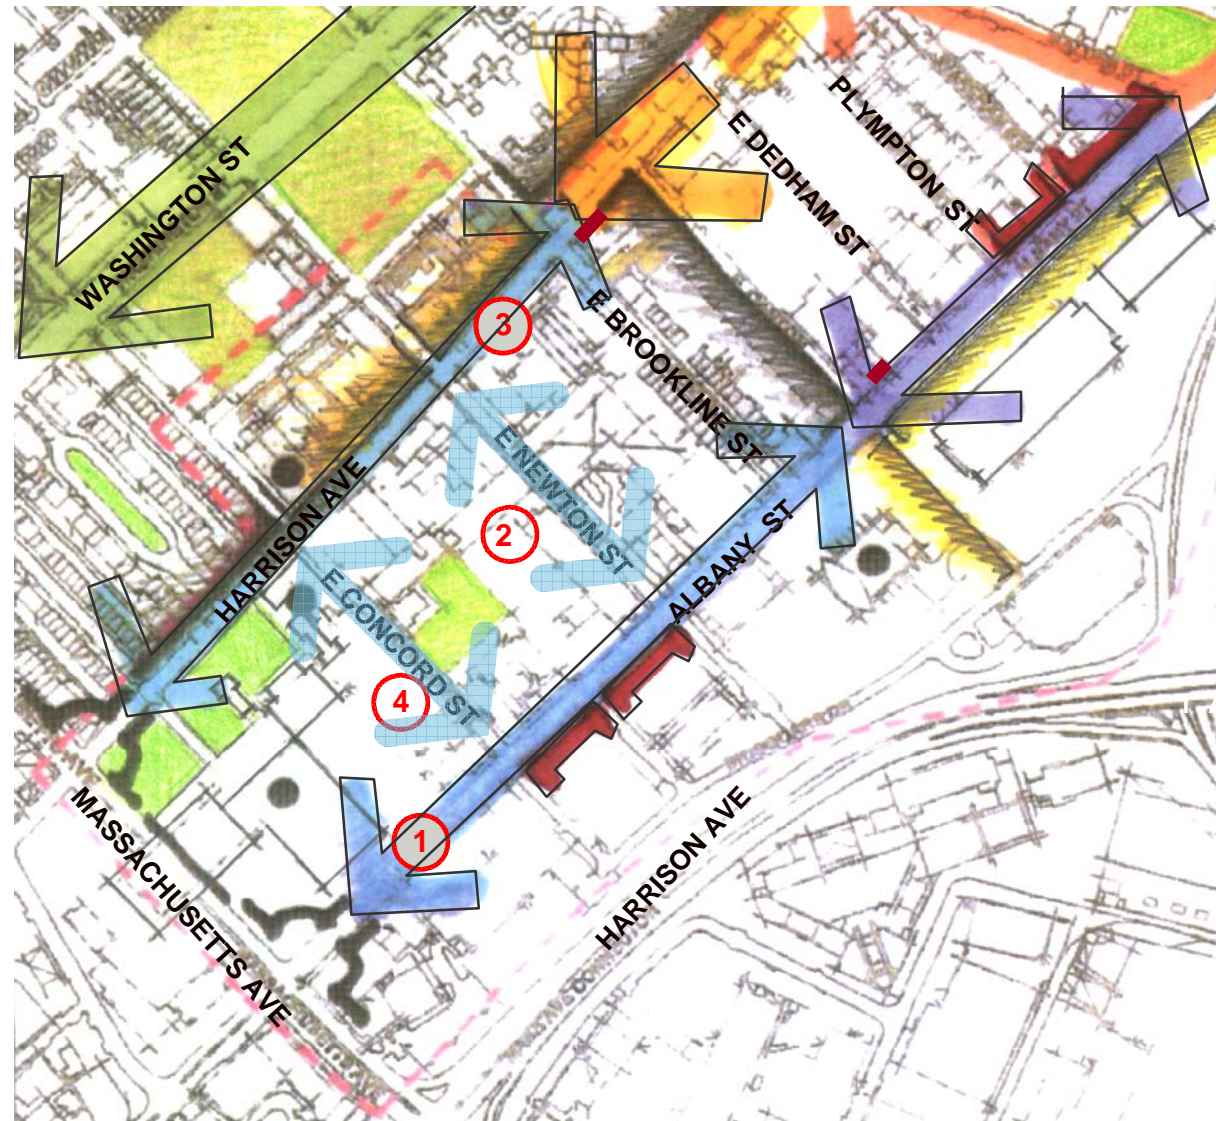 WASHINGTON ST
PLYMPTON ST
E DEDHAM ST
3
E BROOKLINE ST
HARRISON AVE
E NEWTON ST
2
ALBANY ST
E CONCORD ST
4
1
MASSACHUSETTS AVE
HARRISON AVE